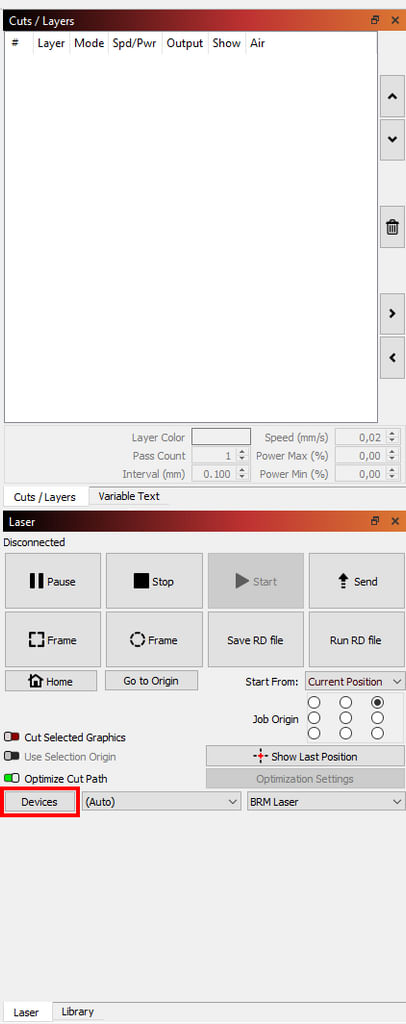 Cuts / Layers
# Layer Mode Spd/Pwr Output Show Air
Layer Color Speed (mm/s) 0,02
Pass Count 1 Power Max (%) 0,00
Interval (mm) 0.100 Power Min (%) 0,00
Cuts / Layers Variable Text
Laser
Disconnected
Pause Stop Start Send
Frame Frame Save RD file Run RD file
Home Go to Origin Start From: Current Position
Job Origin
Cut Selected Graphics
Use Selection Origin Show Last Position
Optimize Cut Path Optimization Settings
Devices (Auto) BRM Laser
Laser Library